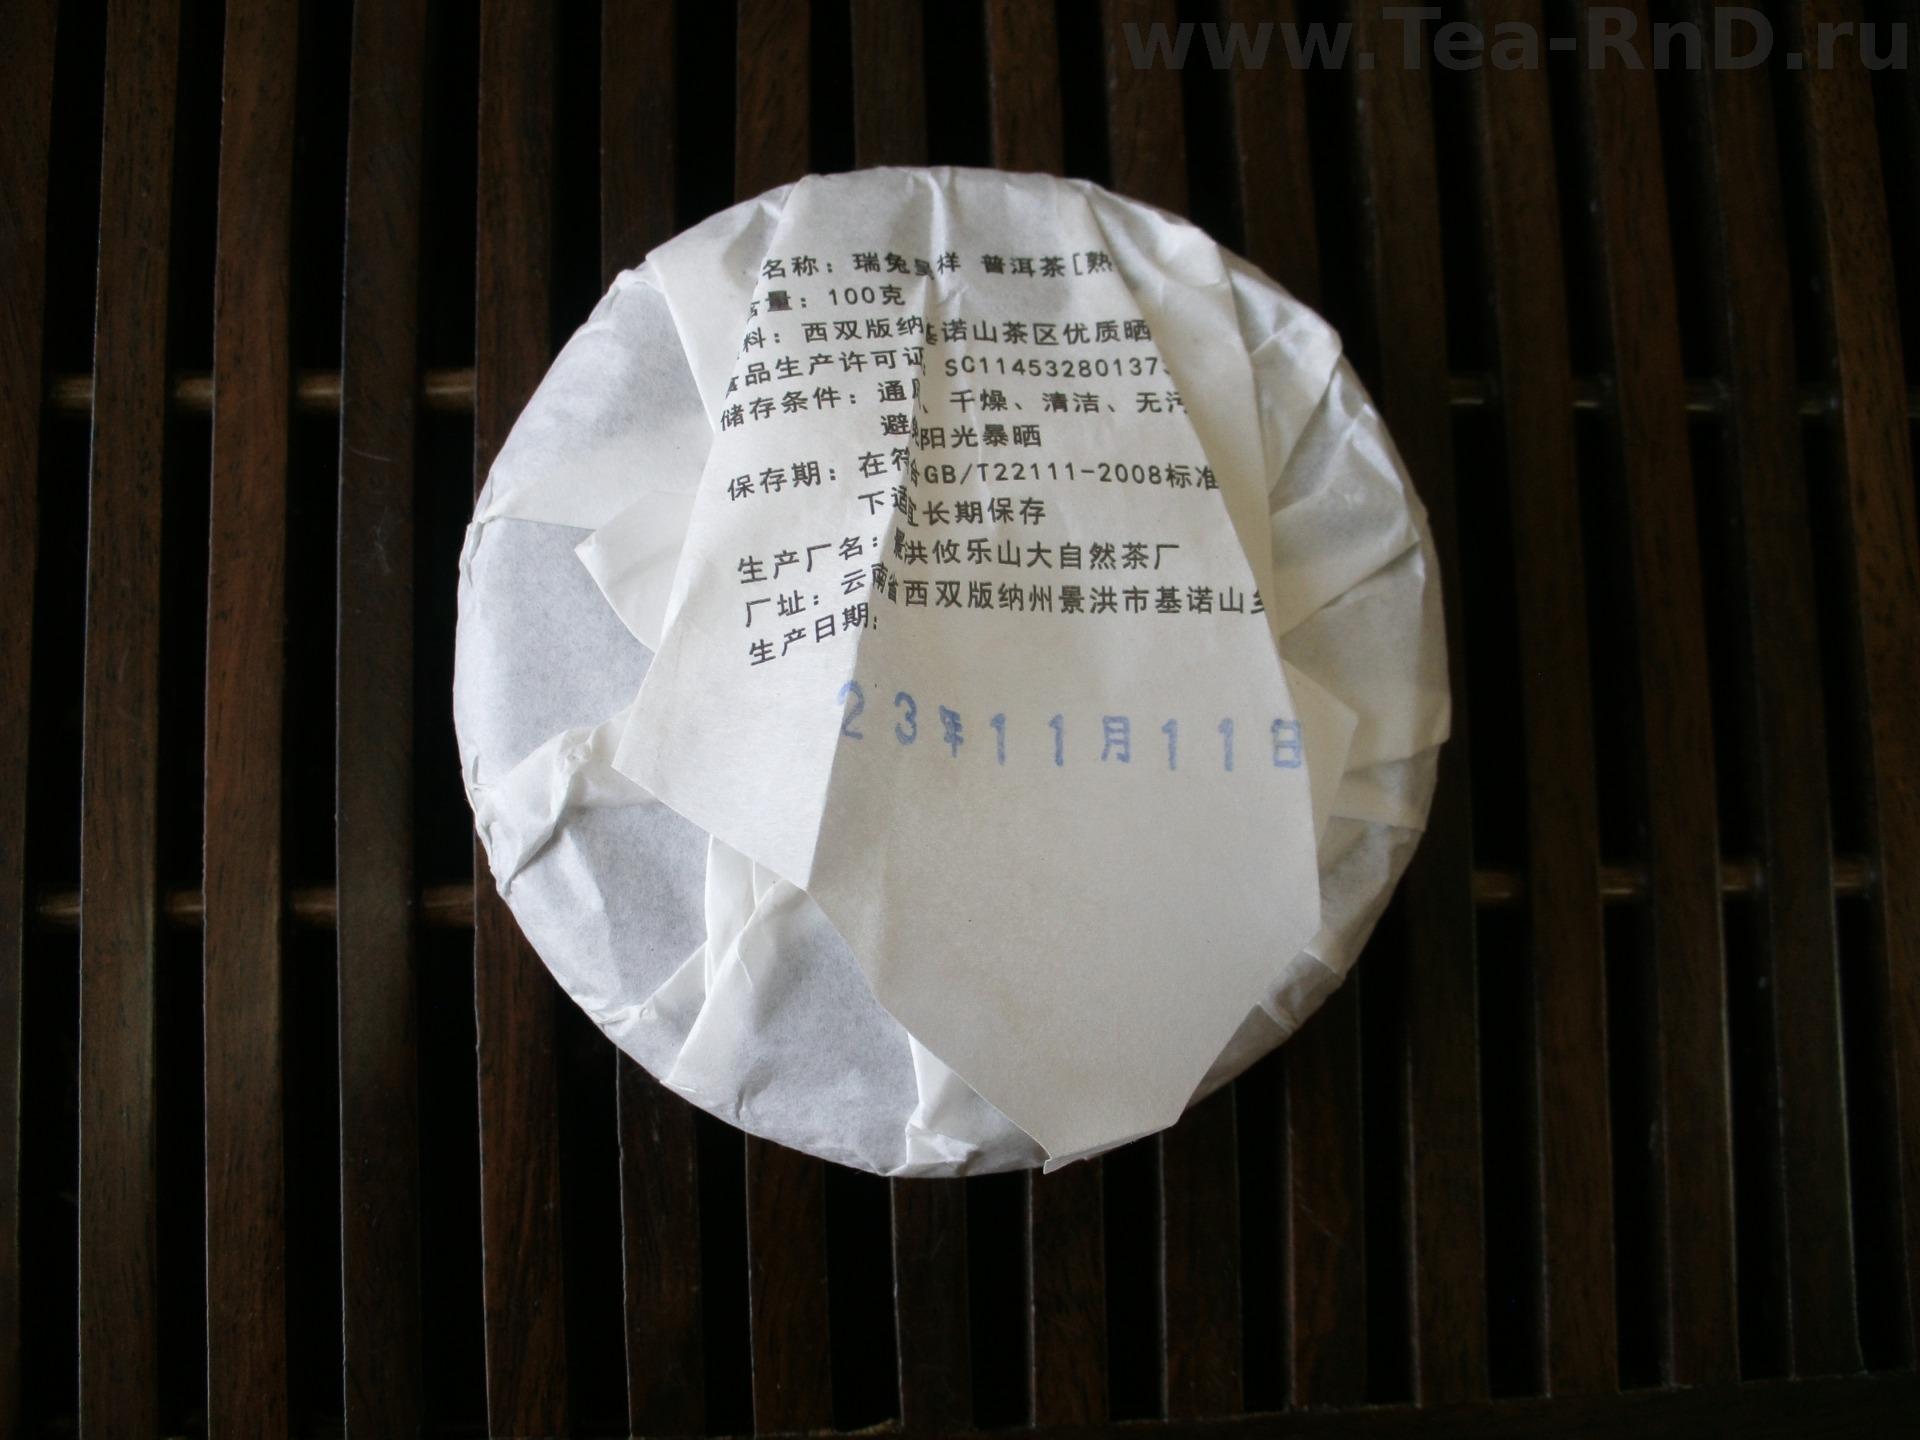 www.Tea-RnD.ru
名称：瑞兔呈样 普洱茶[熟
含量：100克
料：西双版纳基诺山茶区优质晒
食品生产许可证：SC11453280137
储存条件：通风、干燥、清洁、无污
避免阳光暴晒
保存期：在符合GB/T22111-2008标准
下适宜长期保存
生产厂名：景洪攸乐山大自然茶厂
厂址：云南省西双版纳州景洪市基诺山乡
生产日期：
23年11月11日